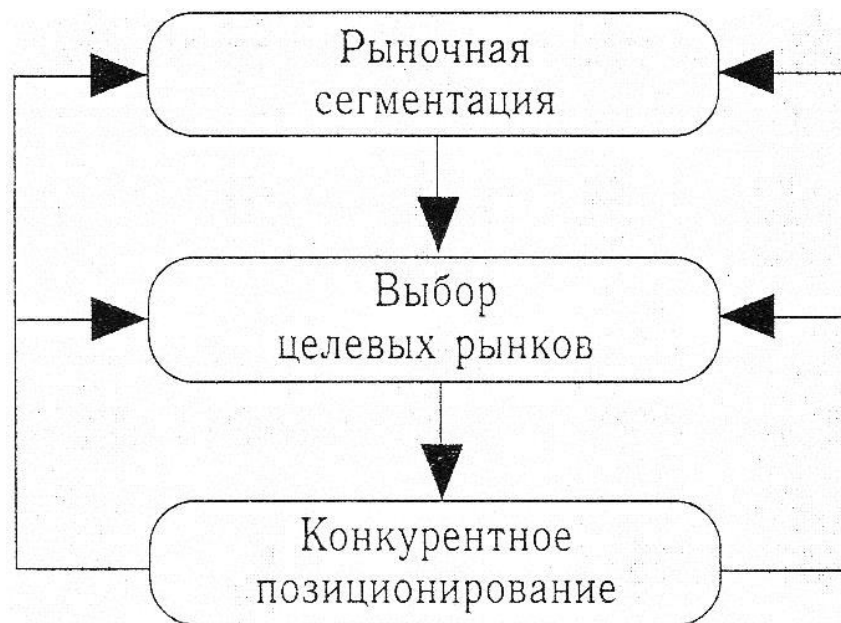 Рыночная
сегментация
Выбор
целевых рынков
Конкурентное
позиционирование